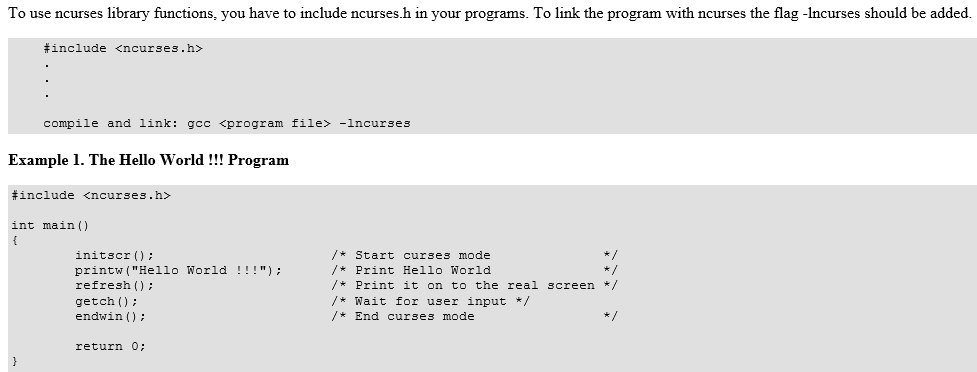 To use ncurses library functions, you have to include ncurses.h in your programs. To link the program with ncurses the flag -lncurses should be added.
#include <ncurses.h>
.
.
.
compile and link: gcc <program file> -lncurses
Example 1. The Hello World !!! Program
#include <ncurses.h>
int main()
{
        initscr();                      /* Start curses mode              */
        printw("Hello World !!!");      /* Print Hello World              */
        refresh();                      /* Print it on to the real screen */
        getch();                        /* Wait for user input */
        endwin();                       /* End curses mode                */
        return 0;
}